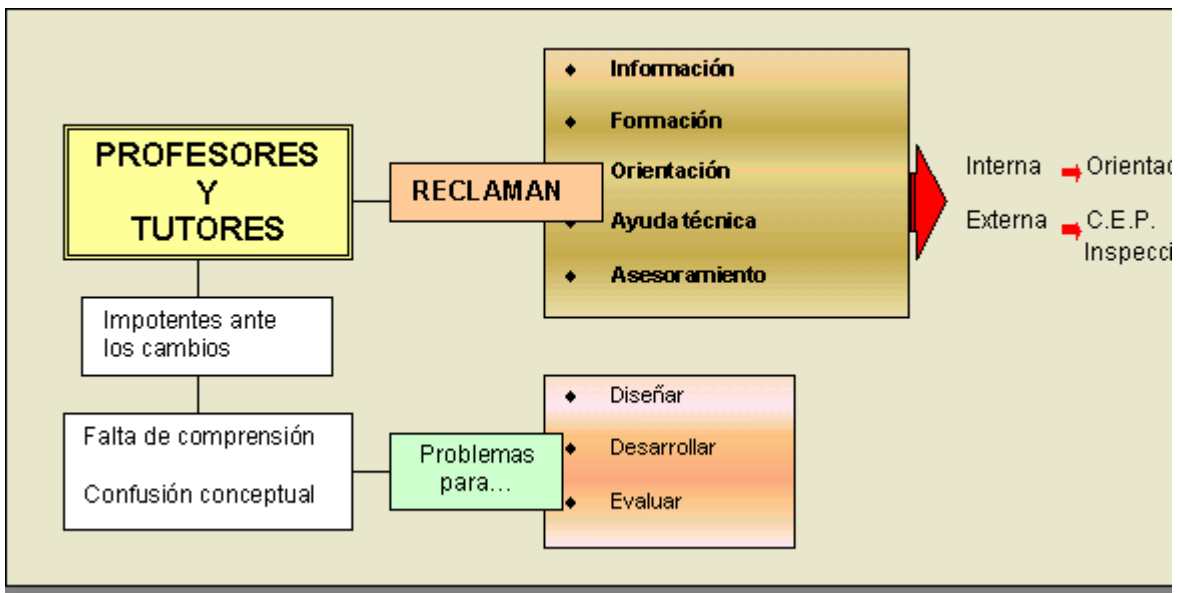 PROFESORES
Y
TUTORES
RECLAMAN
Información
Formación
Orientación
Ayuda técnica
Asesoramiento
Interna
Externa
C.E.P.
Impotentes ante
los cambios
Falta de comprensión
Confusión conceptual
Problemas
para...
Diseñar
Desarrollar
Evaluar